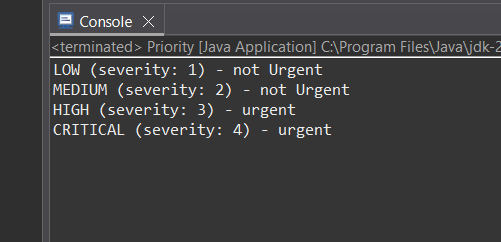 Console
<terminated> Priority [Java Application] C:\Program Files\Java\jdk-2
LOW (severity: 1) - not Urgent
MEDIUM (severity: 2) - not Urgent
HIGH (severity: 3) - urgent
CRITICAL (severity: 4) - urgent